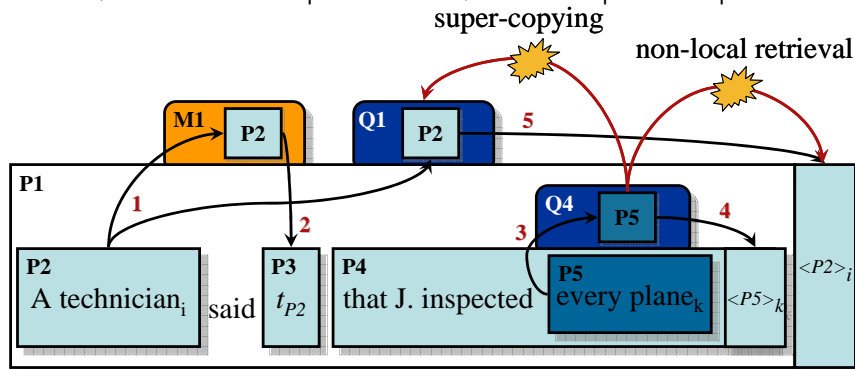 super-copying
non-local retrieval
M1 P2
Q1 P2
5
P1
1
2
3
4
Q4 P5
P2
A technician_i
said
P3
t_P2
P4
that J. inspected
P5
every plane_k
<P5>_k
<P2>_i